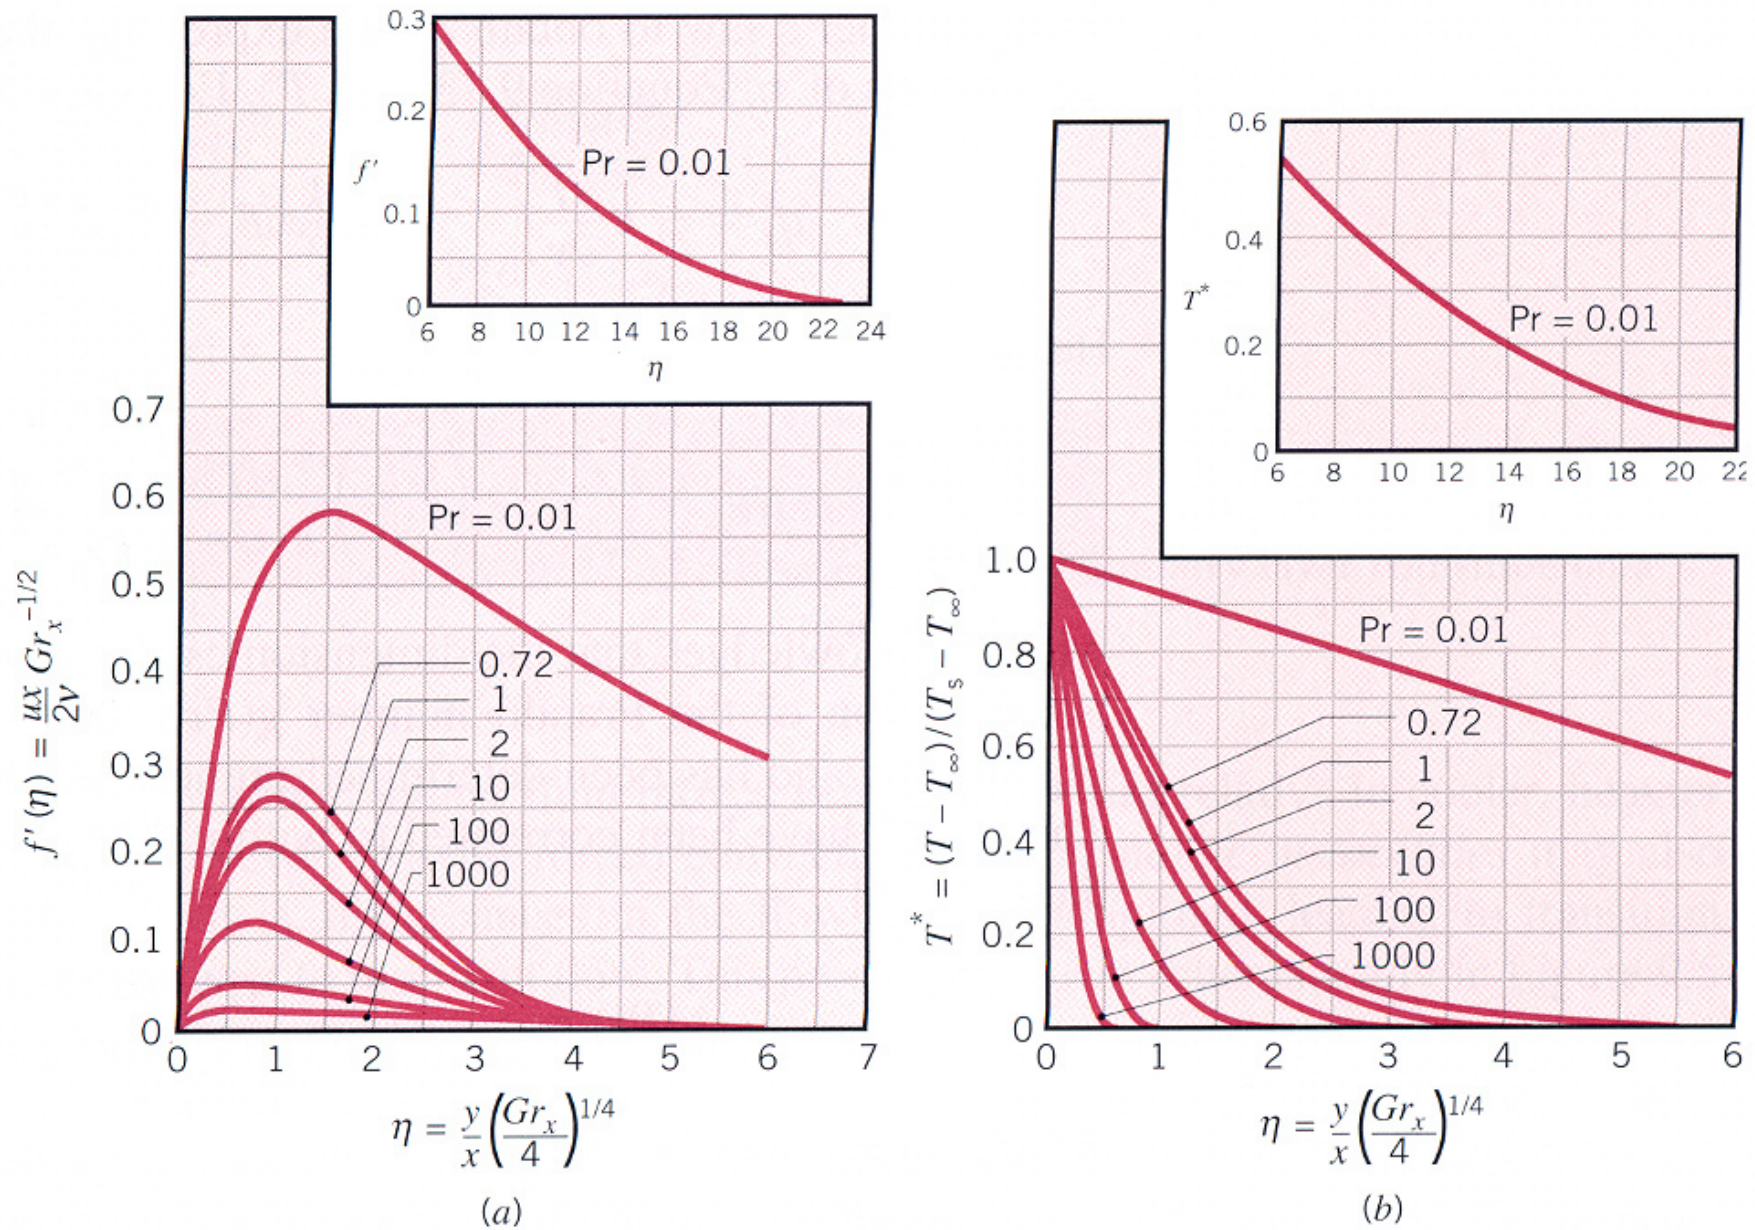 0.3
0.2
f′
Pr = 0.01
0.1
0
6 8 10 12 14 16 18 20 22 24
η
0.7
0.6
0.5
0.4
0.3
0.2
0.1
0
Pr = 0.01
0.72
1
2
10
100
1000
f′ (η) = ux/2ν Gr_x^−1/2
0 1 2 3 4 5 6 7
η = y/x (Gr_x/4)^1/4
(a)
0.6
0.4
T*
Pr = 0.01
0.2
0
6 8 10 12 14 16 18 20 22
η
1.0
0.8
0.6
0.4
0.2
0
Pr = 0.01
0.72
1
2
10
100
1000
T* = (T − T∞)/(Ts − T∞)
0 1 2 3 4 5 6
η = y/x (Gr_x/4)^1/4
(b)